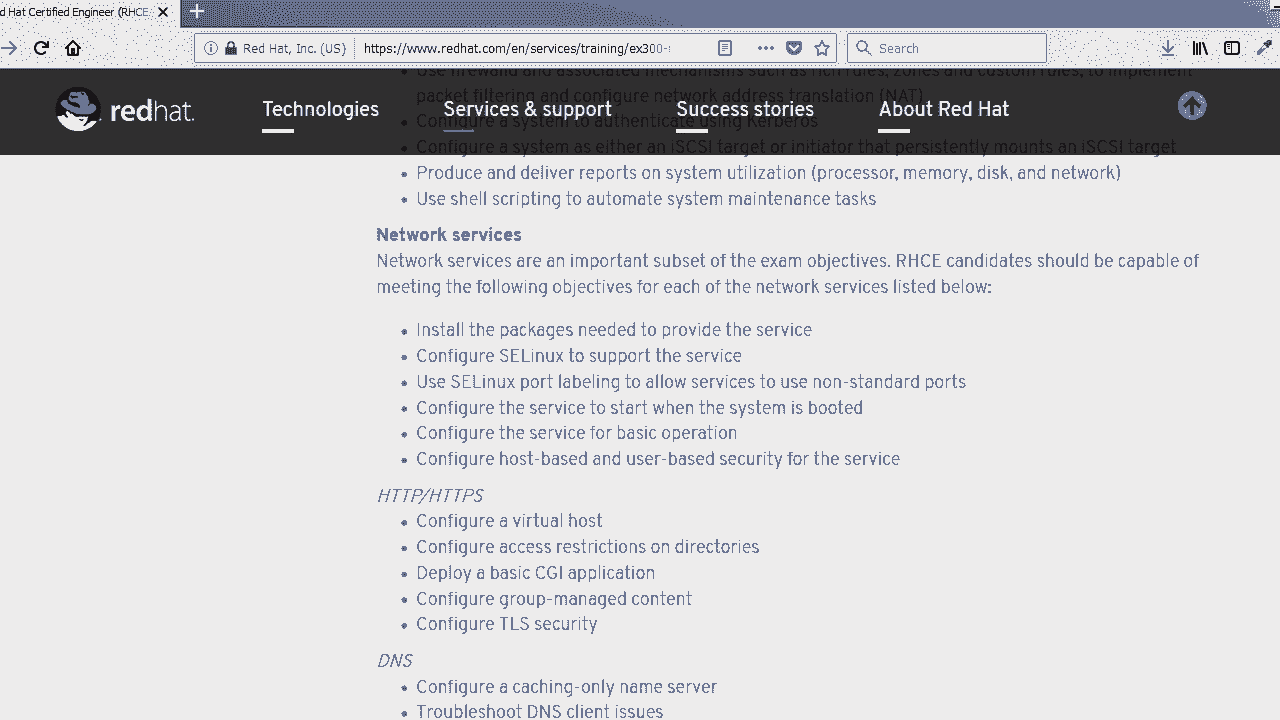 d Hat Certified Engineer (RHCE
Red Hat, Inc. (US)
https://www.redhat.com/en/services/training/ex300-
Search
Use firewalld and associated mechanisms such as rich rules, zones and custom rules, to implement
packet filtering and configure network address translation (NAT)
redhat.
Technologies
Services & support
Success stories
About Red Hat
Configure a system to authenticate using Kerberos
Configure a system as either an iSCSI target or initiator that persistently mounts an iSCSI target
• Produce and deliver reports on system utilization (processor, memory, disk, and network)
• Use shell scripting to automate system maintenance tasks
Network services
Network services are an important subset of the exam objectives. RHCE candidates should be capable of
meeting the following objectives for each of the network services listed below:
• Install the packages needed to provide the service
• Configure SELinux to support the service
• Use SELinux port labeling to allow services to use non-standard ports
• Configure the service to start when the system is booted
• Configure the service for basic operation
• Configure host-based and user-based security for the service
HTTP/HTTPS
• Configure a virtual host
• Configure access restrictions on directories
• Deploy a basic CGI application
• Configure group-managed content
• Configure TLS security
DNS
• Configure a caching-only name server
• Troubleshoot DNS client issues